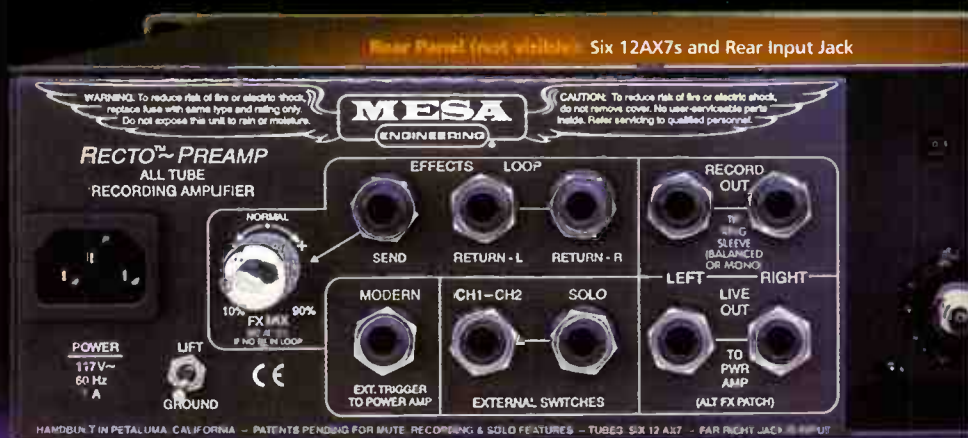 Rear Panel (not visible): Six 12AX7s and Rear Input Jack
WARNING: To reduce risk of fire or electric shock,
replace fuse with same type and rating only.
Do not expose this unit to rain or moisture.
MESA
ENGINEERING
CAUTION: To reduce risk of electric shock,
do not remove cover. No user-serviceable parts
inside. Refer servicing to qualified personnel.
RECTO~ PREAMP
ALL TUBE
RECORDING AMPLIFIER
EFFECTS LOOP
RECORD
OUT
NORMAL
SEND
RETURN - L
RETURN - R
SLEEVE
(BALANCED
OR MONO)
LEFT
RIGHT
10%
90%
FX MIX
IF NO FX IN LOOP
MODERN
CH1–CH2
SOLO
LIVE
OUT
POWER
117V~
60 Hz
A
LIFT
GROUND
CE
EXT. TRIGGER
TO POWER AMP
EXTERNAL SWITCHES
TO
PWR
AMP
(ALT FX PATCH)
HANDBUILT IN PETALUMA, CALIFORNIA – PATENTS PENDING FOR MUTE, RECORDING & SOLO FEATURES – TUBES: SIX 12 AX7 - FAR RIGHT JACK